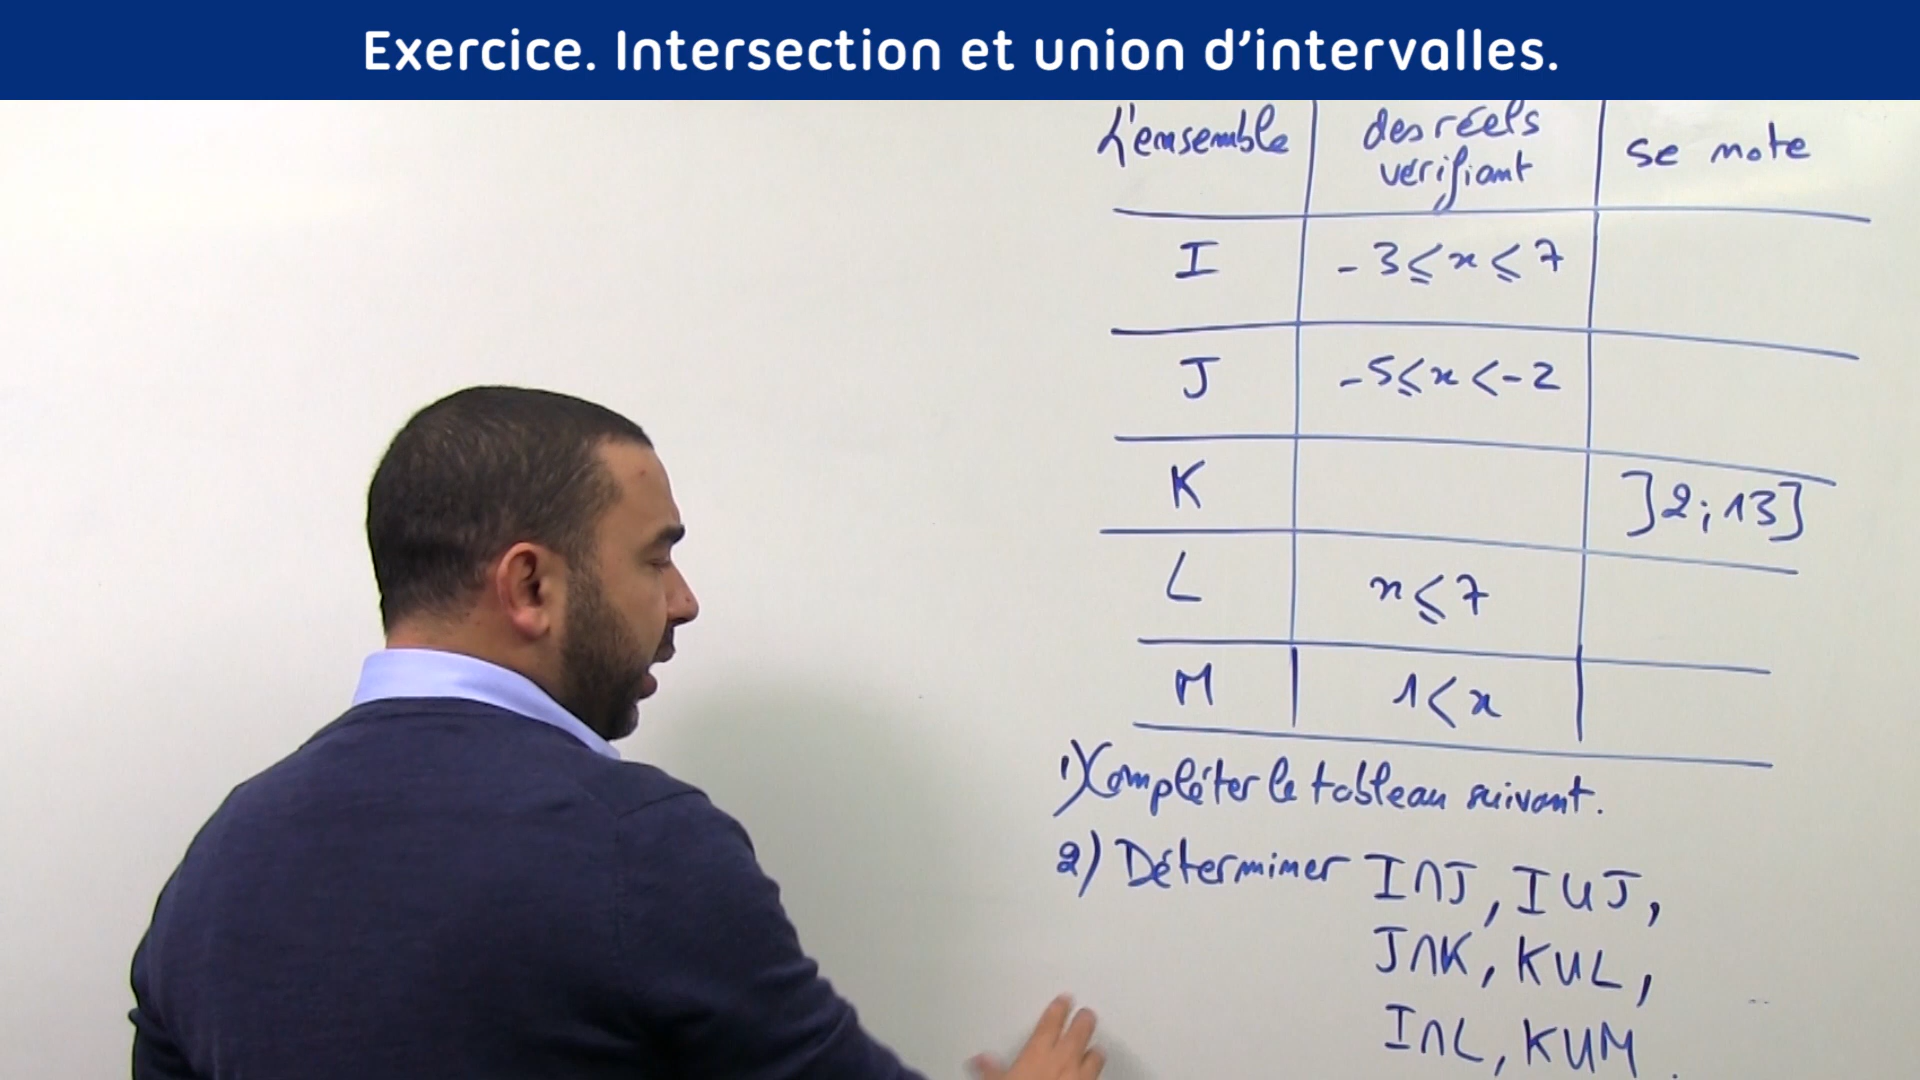 Exercice. Intersection et union d’intervalles.
L'ensemble des réels vérifiant se note
I -3⩽x⩽7
J -5⩽x<-2
K ]2;13]
L x⩽7
M 1<x
1) Compléter le tableau suivant.
2) Déterminer I∩J, I∪J,
J∩K, K∪L,
I∩L, K∪M.